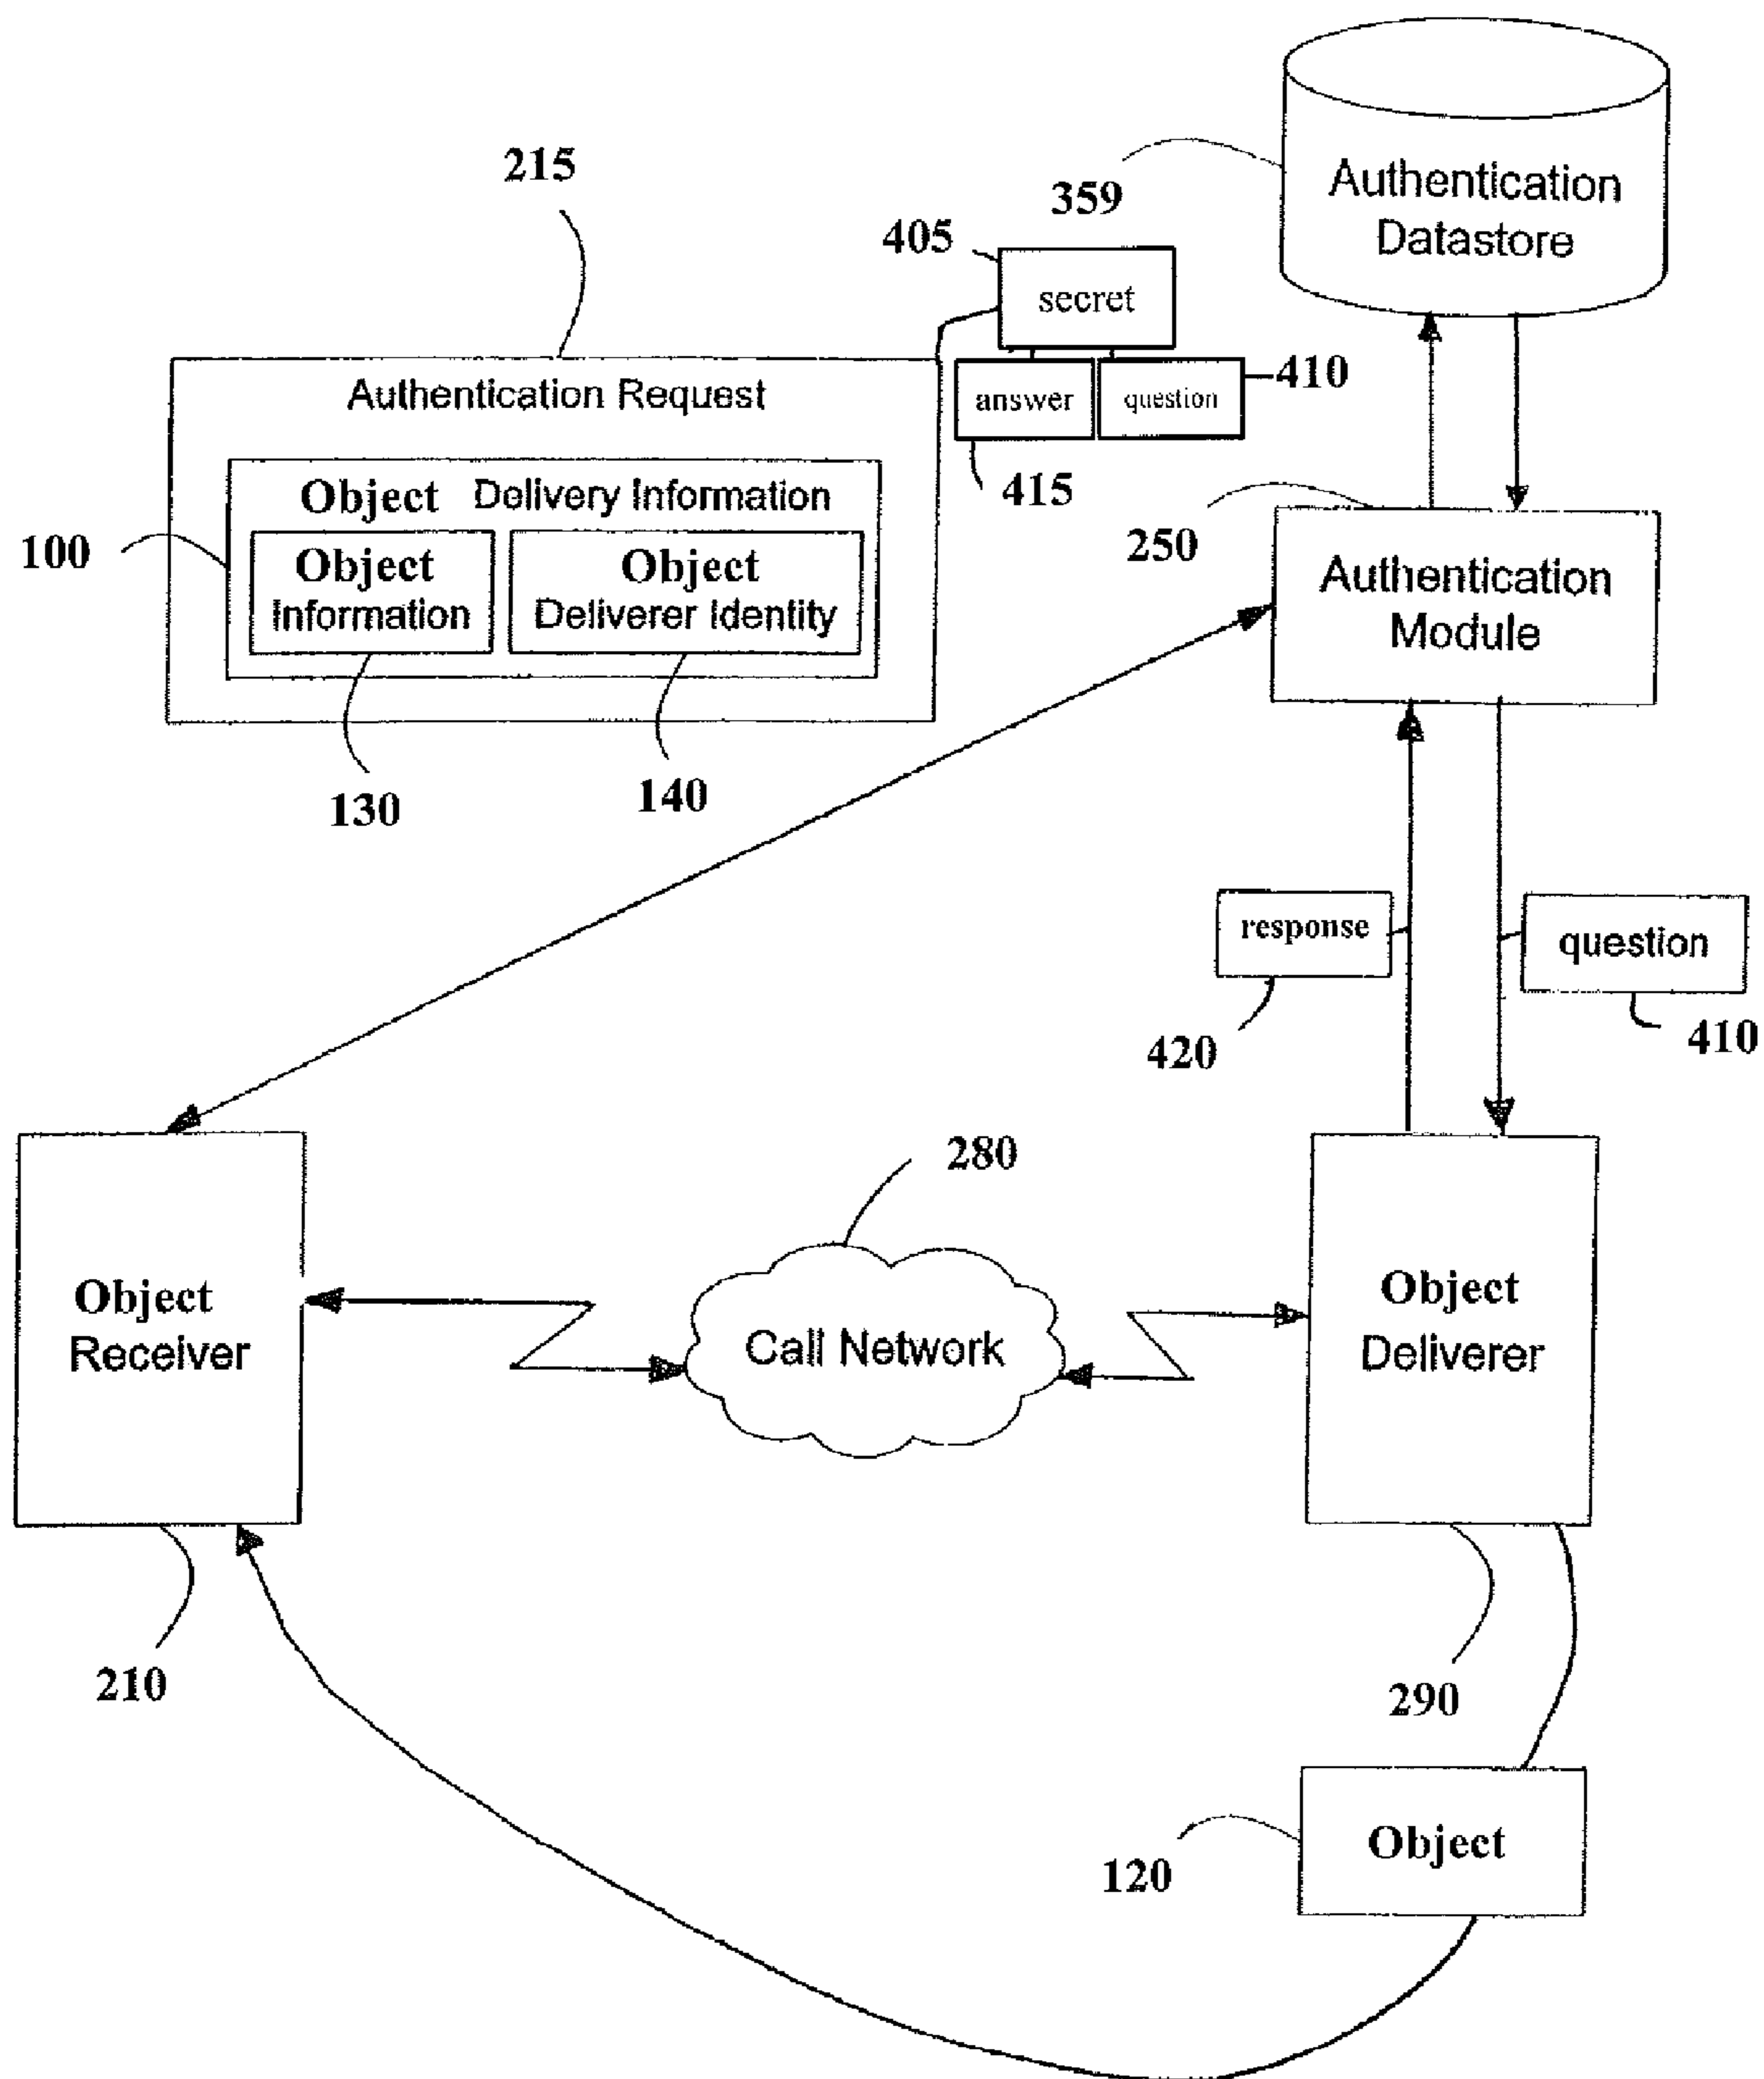 215
359
Authentication
Datastore
405
secret
Authentication Request
answer
question
410
415
Object Delivery Information
100
Object
Information
Object
Deliverer Identity
250
Authentication
Module
130
140
response
question
420
410
280
Object
Receiver
Call Network
Object
Deliverer
210
290
Object
120